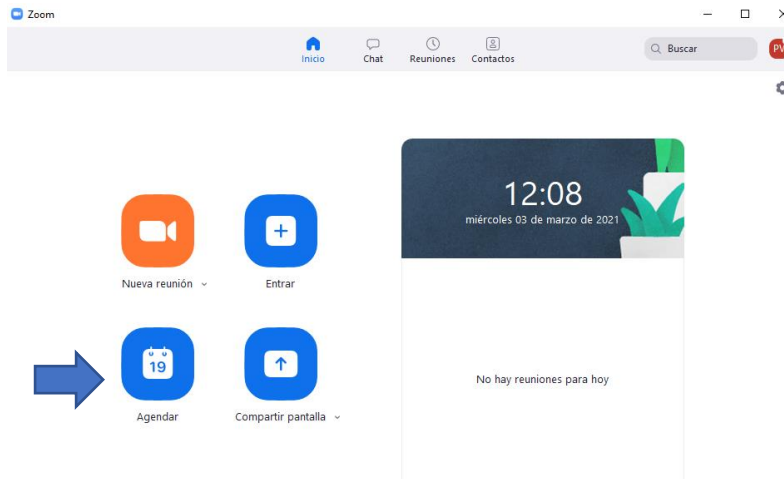 Zoom
Inicio
Chat
Reuniones
Contactos
Buscar
PV
12:08
miércoles 03 de marzo de 2021
Nueva reunión
Entrar
19
Agendar
Compartir pantalla
No hay reuniones para hoy